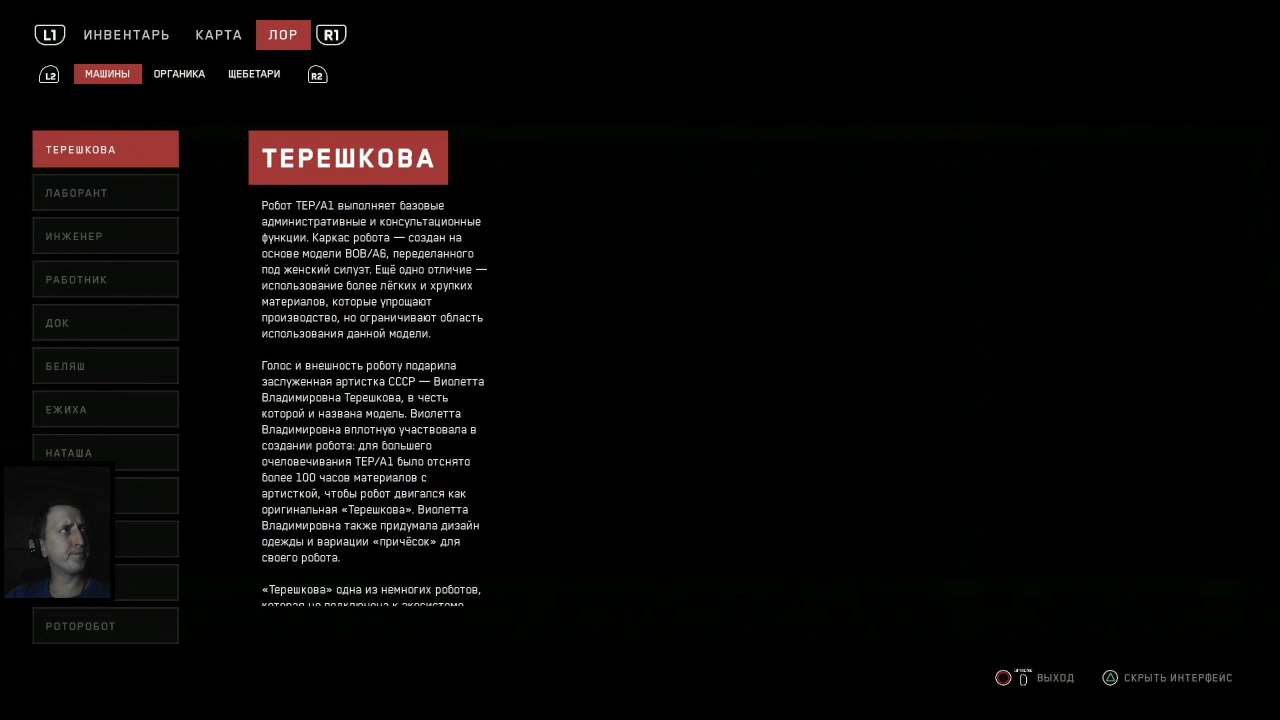 L1 ИНВЕНТАРЬ КАРТА ЛОР R1
L2 МАШИНЫ ОРГАНИКА ЩЕБЕТАРИ R2
ТЕРЕШКОВА
ЛАБОРАНТ
ИНЖЕНЕР
РАБОТНИК
ДОК
БЕЛЯШ
ЕЖИХА
НАТАША
РОТОРОБОТ
ТЕРЕШКОВА
Робот ТЕР/А1 выполняет базовые
административные и консультационные
функции. Каркас робота — создан на
основе модели ВОВ/А6, переделанного
под женский силуэт. Ещё одно отличие —
использование более лёгких и хрупких
материалов, которые упрощают
производство, но ограничивают область
использования данной модели.
Голос и внешность роботу подарила
заслуженная артистка СССР — Виолетта
Владимировна Терешкова, в честь
которой и названа модель. Виолетта
Владимировна вплотную участвовала в
создании робота: для большего
очеловечивания ТЕР/А1 было отснято
более 100 часов материалов с
артисткой, чтобы робот двигался как
оригинальная «Терешкова». Виолетта
Владимировна также придумала дизайн
одежды и вариации «причёсок» для
своего робота.
«Терешкова» одна из немногих роботов,
которая не подключена к экосистеме
ВЫХОД
СКРЫТЬ ИНТЕРФЕЙС